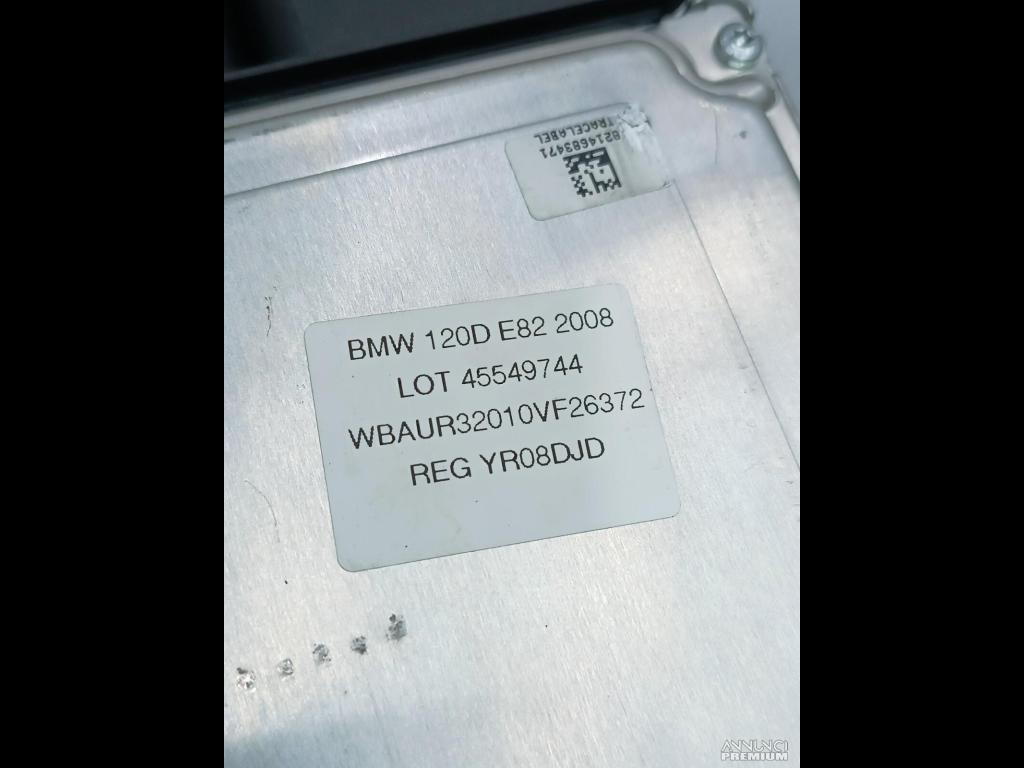 TRACELABEL
8214683471
BMW 120D E82 2008
LOT 45549744
WBAUR32010VF26372
REG YR08DJD
ANNUNCI
PREMIUM